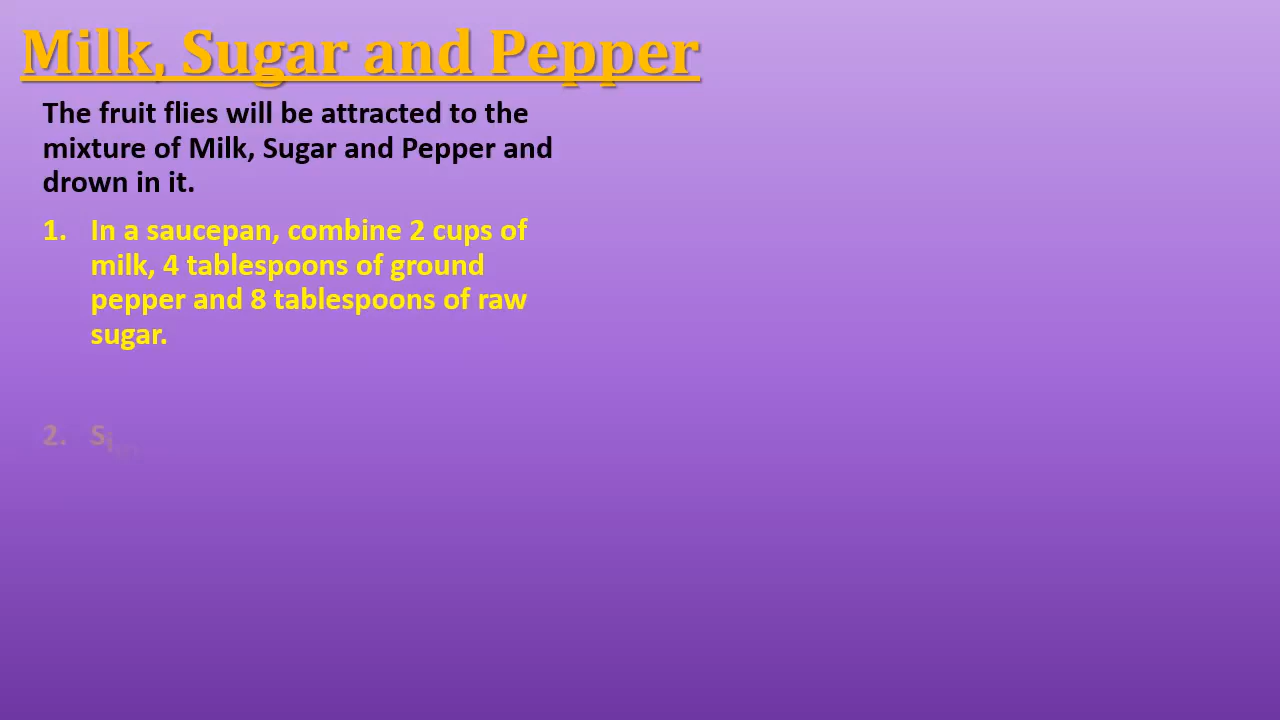 Milk, Sugar and Pepper
The fruit flies will be attracted to the
mixture of Milk, Sugar and Pepper and
drown in it.
1. In a saucepan, combine 2 cups of
milk, 4 tablespoons of ground
pepper and 8 tablespoons of raw
sugar.
2.